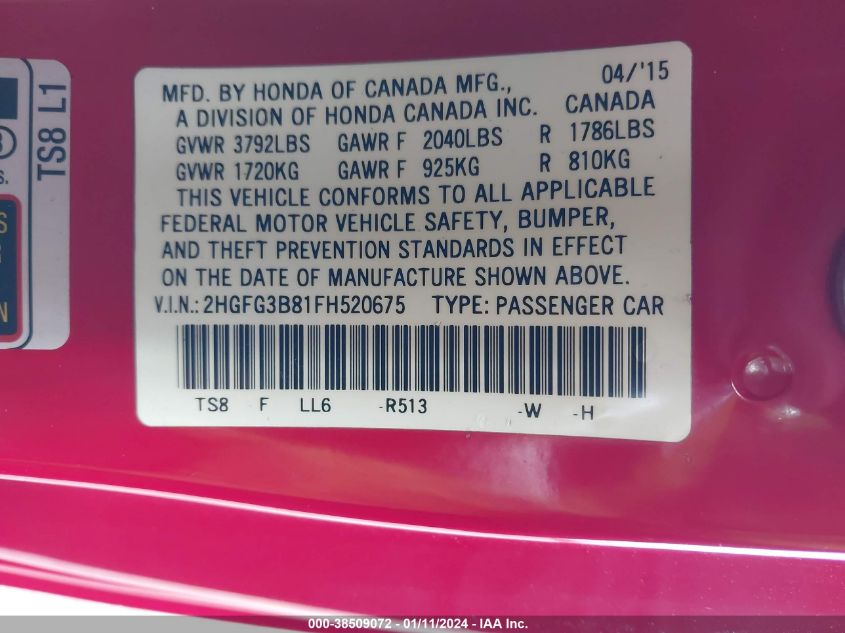 MFD. BY HONDA OF CANADA MFG., 04/'15
A DIVISION OF HONDA CANADA INC. CANADA
GVWR 3792LBS GAWR F 2040LBS R 1786LBS
GVWR 1720KG GAWR F 925KG R 810KG
THIS VEHICLE CONFORMS TO ALL APPLICABLE
FEDERAL MOTOR VEHICLE SAFETY, BUMPER,
AND THEFT PREVENTION STANDARDS IN EFFECT
ON THE DATE OF MANUFACTURE SHOWN ABOVE.
V.I.N.: 2HGFG3B81FH520675 TYPE: PASSENGER CAR
TS8 F LL6 -R513 -W -H
TS8 L1
000-38509072 - 01/11/2024 - IAA Inc.